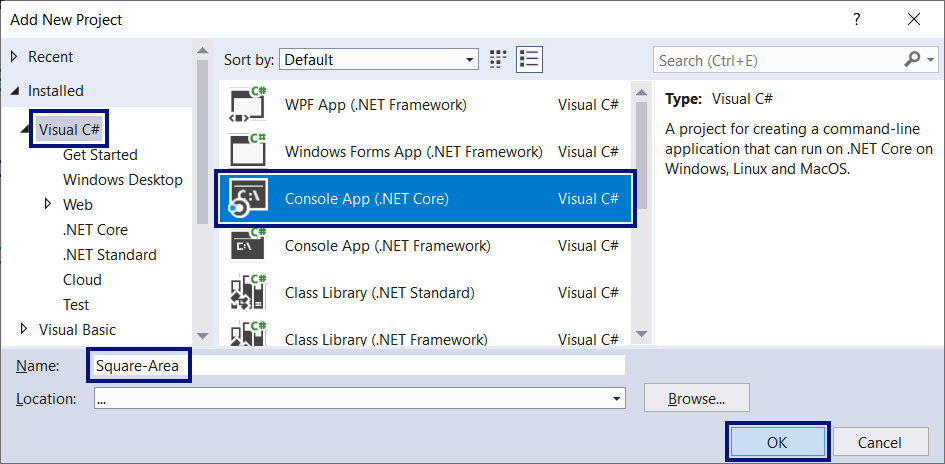 Add New Project
?
Recent
Installed
Visual C#
Get Started
Windows Desktop
Web
.NET Core
.NET Standard
Cloud
Test
Visual Basic
Sort by: Default
C# WPF App (.NET Framework) Visual C#
C# Windows Forms App (.NET Framework) Visual C#
C# C:\ Console App (.NET Core) Visual C#
C# C:\ Console App (.NET Framework) Visual C#
C# Class Library (.NET Standard) Visual C#
C# Class Library (.NET Framework) Visual C#
Search (Ctrl+E)
Type: Visual C#
A project for creating a command-line
application that can run on .NET Core on
Windows, Linux and MacOS.
Name: Square-Area
Location: ...
Browse...
OK Cancel